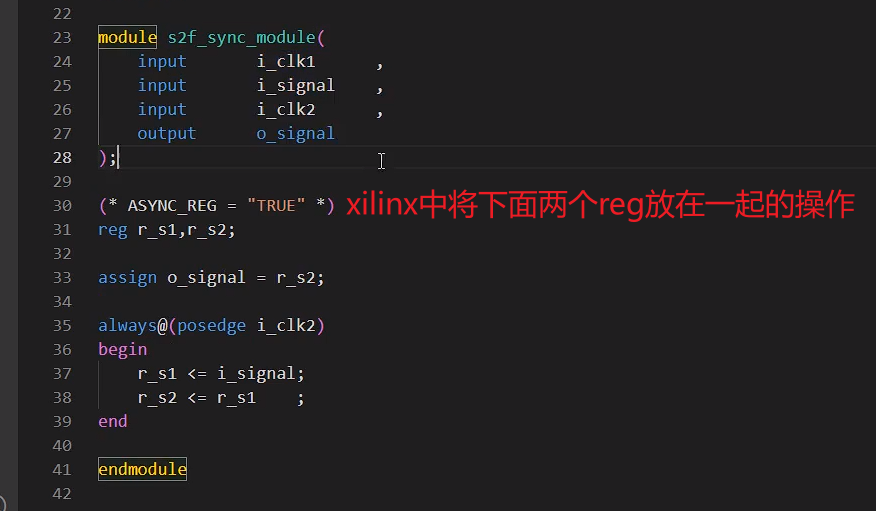 22
23 module s2f_sync_module(
24 input i_clk1 ,
25 input i_signal ,
26 input i_clk2 ,
27 output o_signal
28 );
29
30 (* ASYNC_REG = "TRUE" *) xilinx中将下面两个reg放在一起的操作
31 reg r_s1,r_s2;
32
33 assign o_signal = r_s2;
34
35 always@(posedge i_clk2)
36 begin
37 r_s1 <= i_signal;
38 r_s2 <= r_s1 ;
39 end
40
41 endmodule
42